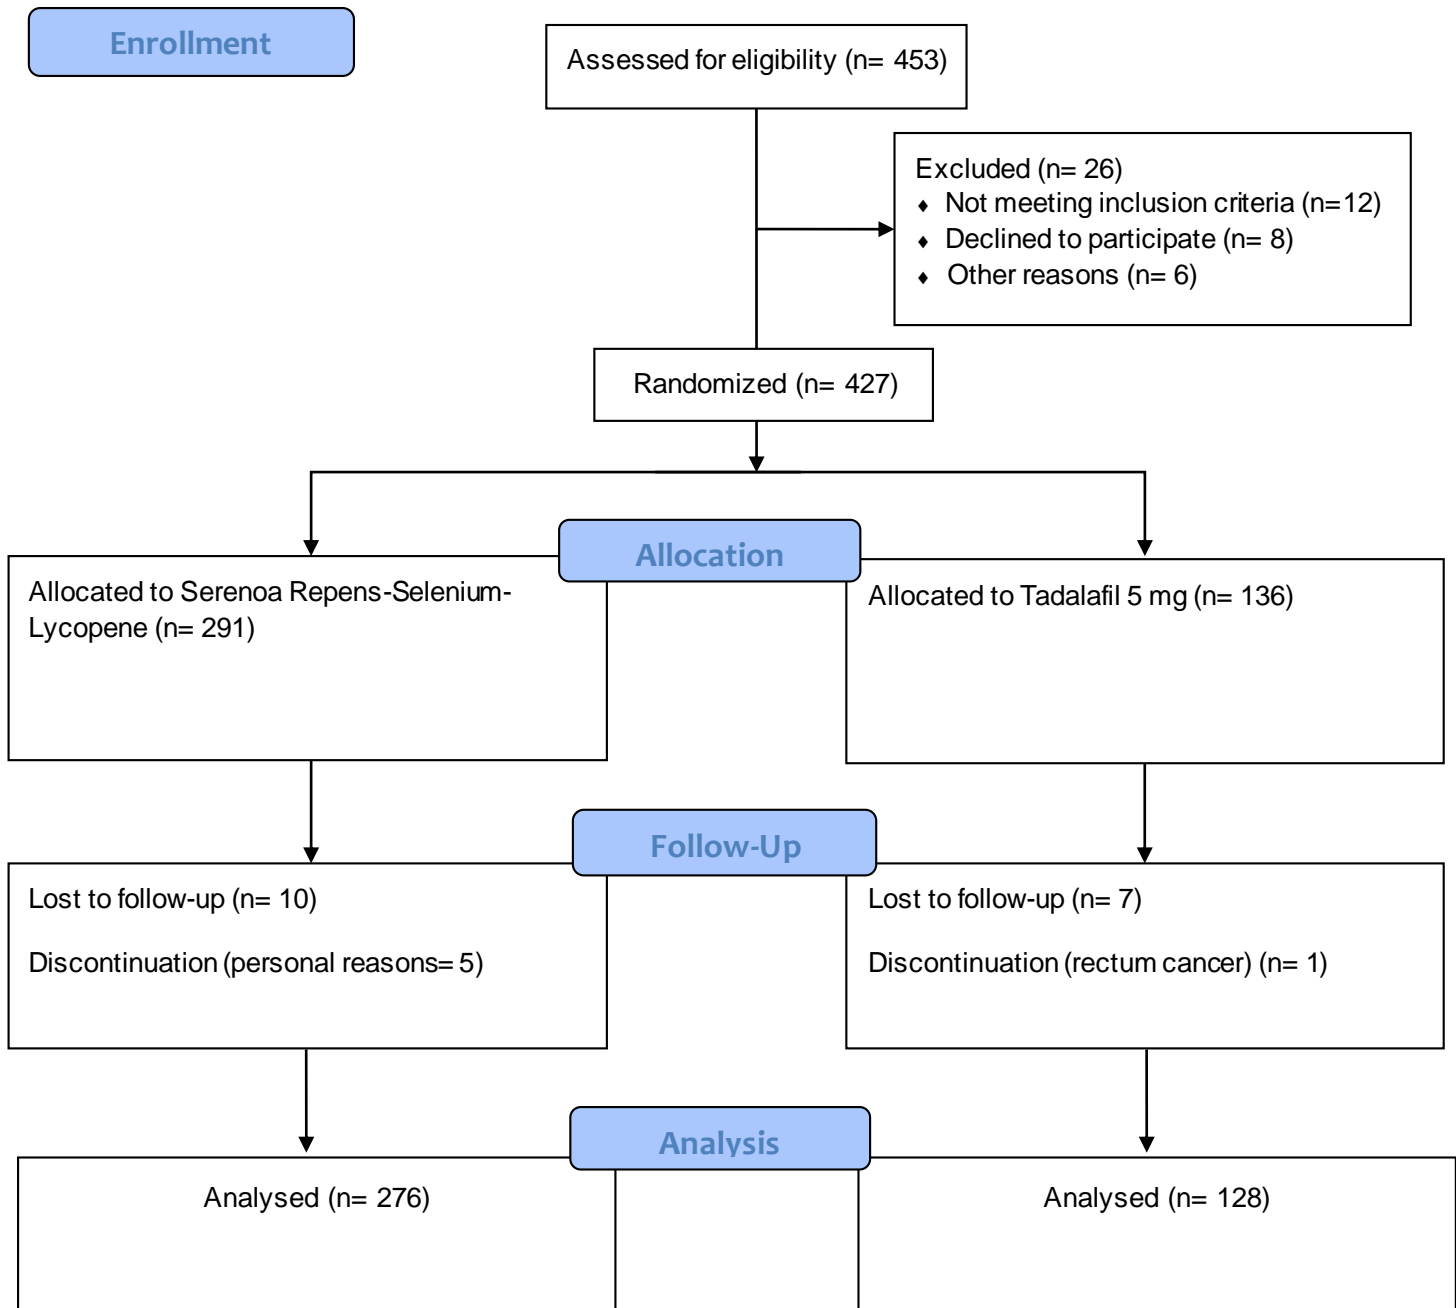 Enrollment
Assessed for eligibility (n= 453)
Excluded (n= 26)
♦ Not meeting inclusion criteria (n=12)
♦ Declined to participate (n= 8)
♦ Other reasons (n= 6)
Randomized (n= 427)
Allocation
Allocated to Serenoa Repens-Selenium-
Lycopene (n= 291)
Allocated to Tadalafil 5 mg (n= 136)
Follow-Up
Lost to follow-up (n= 10)
Discontinuation (personal reasons= 5)
Lost to follow-up (n= 7)
Discontinuation (rectum cancer) (n= 1)
Analysis
Analysed (n= 276)
Analysed (n= 128)